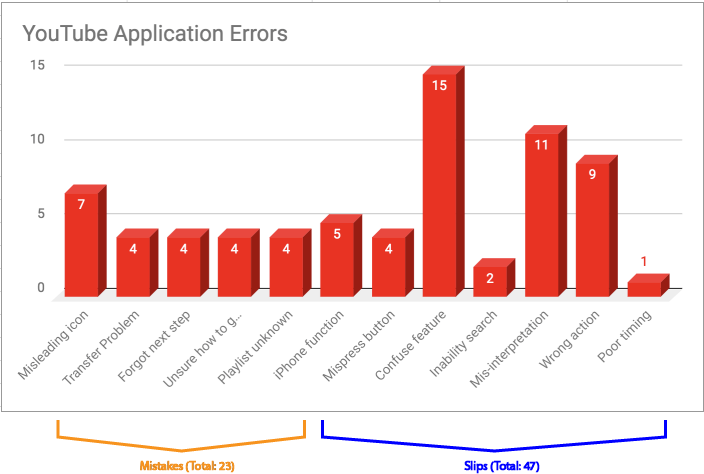 YouTube Application Errors
15
10
5
0
7
4
4
4
4
5
4
15
2
11
9
1
Misleading icon
Transfer Problem
Forgot next step
Unsure how to g...
Playlist unknown
iPhone function
Mispress button
Confuse feature
Inability search
Mis-interpretation
Wrong action
Poor timing
Mistakes (Total: 23)
Slips (Total: 47)